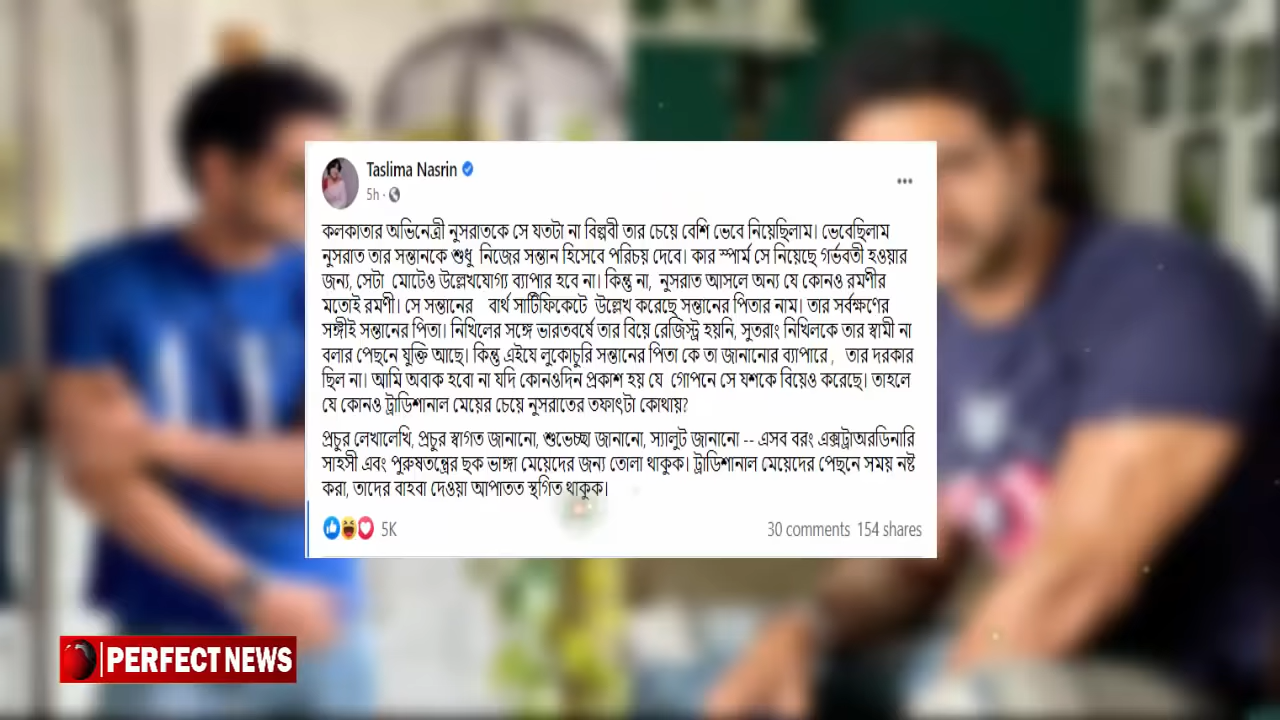 Taslima Nasrin
5h
কলকাতার অভিনেত্রী নুসরাতকে সে যতটা না বিপ্লবী তার চেয়ে বেশি ভেবে নিয়েছিলাম। ভেবেছিলাম
নুসরাত তার সন্তানকে শুধু নিজের সন্তান হিসেবে পরিচয় দেবে। কার স্পার্ম সে নিয়েছে গর্ভবতী হওয়ার
জন্য, সেটা মোটেও উল্লেখযোগ্য ব্যাপার হবে না। কিন্তু না, নুসরাত আসলে অন্য যে কোনও রমণীর
মতোই রমণী। সে সন্তানের বার্থ সার্টিফিকেটে উল্লেখ করেছে সন্তানের পিতার নাম। তার সর্বক্ষণের
সঙ্গীই সন্তানের পিতা। নিখিলের সঙ্গে ভারতবর্ষে তার বিয়ে রেজিস্ট্র হয়নি, সুতরাং নিখিলকে তার স্বামী না
বলার পেছনে যুক্তি আছে। কিন্তু এইযে লুকোচুরি সন্তানের পিতা কে তা জানানোর ব্যাপারে , তার দরকার
ছিল না। আমি অবাক হবো না যদি কোনওদিন প্রকাশ হয় যে গোপনে সে যশকে বিয়েও করেছে। তাহলে
যে কোনও ট্রাডিশানাল মেয়ের চেয়ে নুসরাতের তফাৎটা কোথায়?
প্রচুর লেখালেখি, প্রচুর স্বাগত জানানো, শুভেচ্ছা জানানো, স্যালুট জানানো -- এসব বরং এক্সট্রাঅরডিনারি
সাহসী এবং পুরুষতন্ত্রের ছক ভাঙ্গা মেয়েদের জন্য তোলা থাকুক। ট্রাডিশানাল মেয়েদের পেছনে সময় নষ্ট
করা, তাদের বাহবা দেওয়া আপাতত স্থগিত থাকুক।
5K 30 comments 154 shares
PERFECT NEWS